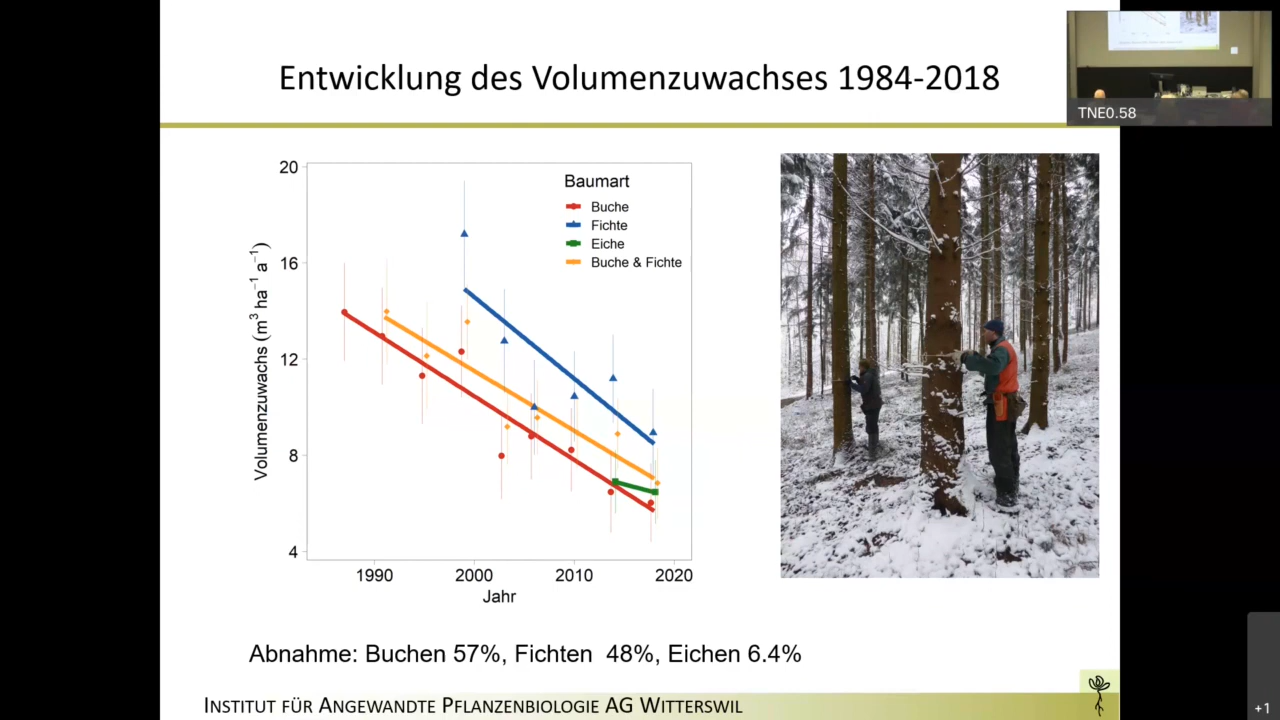 Entwicklung des Volumenzuwachses 1984-2018
TNE0.58
20
16
12
8
4
Volumenzuwachs (m³ ha⁻¹ a⁻¹)
Baumart
Buche
Fichte
Eiche
Buche & Fichte
1990 2000 2010 2020
Jahr
Abnahme: Buchen 57%, Fichten 48%, Eichen 6.4%
INSTITUT FÜR ANGEWANDTE PFLANZENBIOLOGIE AG WITTERSWIL
+1